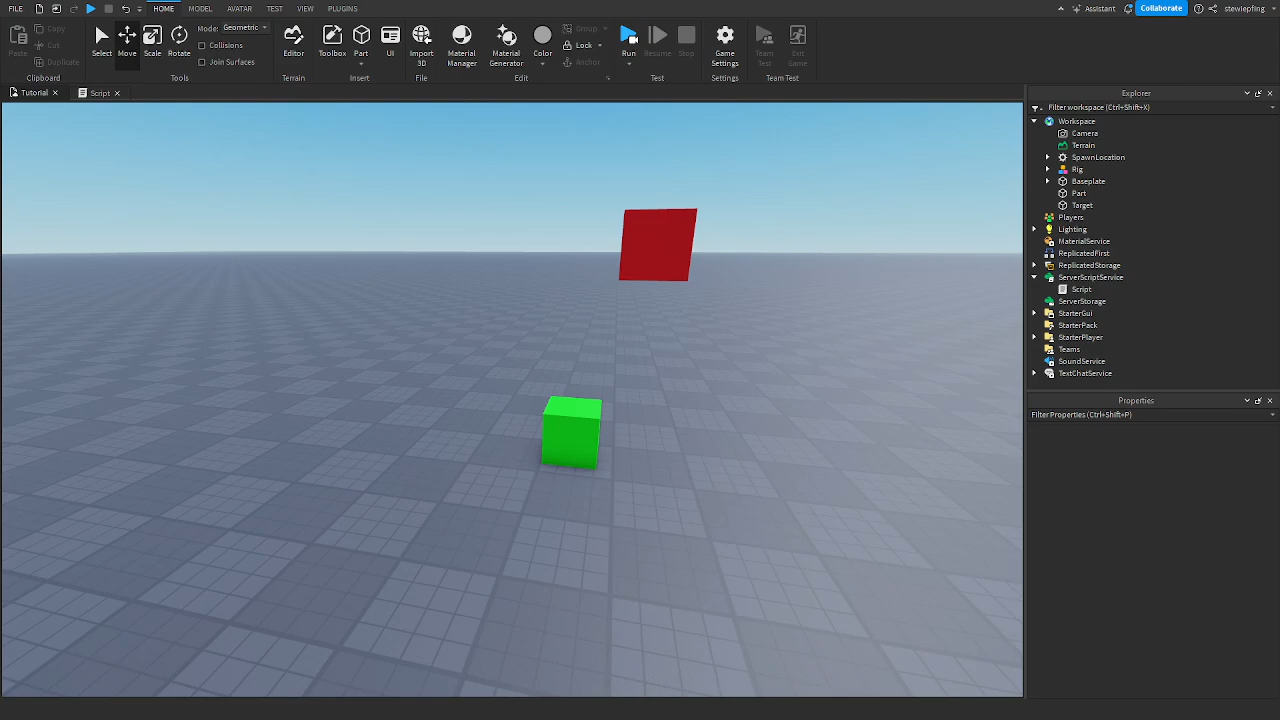 FILE HOME MODEL AVATAR TEST VIEW PLUGINS Assistant Collaborate stewiepfing
Paste Copy Cut Duplicate Clipboard
Select Move Scale Rotate Mode: Geometric Collisions Join Surfaces Tools
Editor Terrain
Toolbox Part UI Insert
Import 3D File
Material Manager Material Generator Color Group Lock Anchor Edit
Run Resume Stop Test
Game Settings Settings
Team Test Exit Game Team Test
Tutorial Script
Explorer
Filter workspace (Ctrl+Shift+X)
Workspace
Camera
Terrain
SpawnLocation
Rig
Baseplate
Part
Target
Players
Lighting
MaterialService
ReplicatedFirst
ReplicatedStorage
ServerScriptService
Script
ServerStorage
StarterGui
StarterPack
StarterPlayer
Teams
SoundService
TextChatService
Properties
Filter Properties (Ctrl+Shift+P)